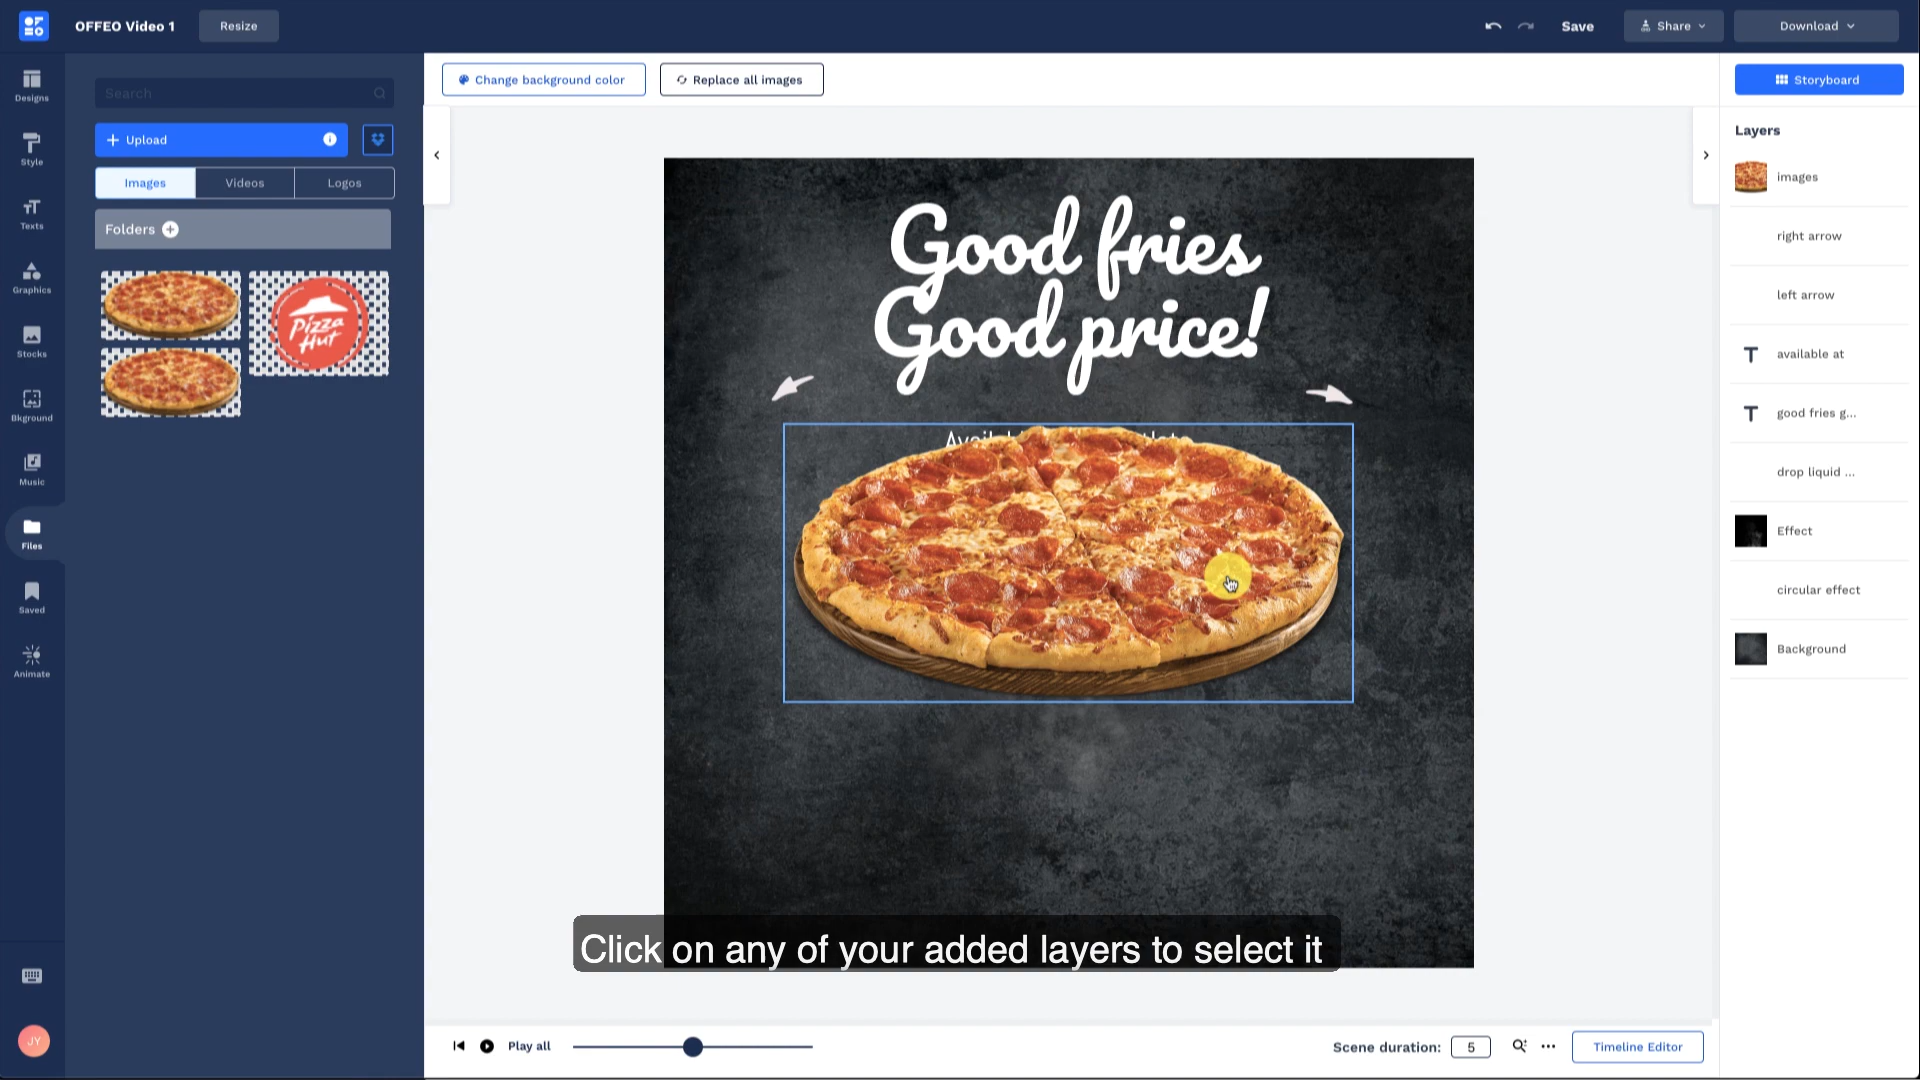 OFFEO Video 1
Resize
Save
Share
Download
Designs
Style
Texts
Graphics
Stocks
Bkground
Music
Files
Saved
Animate
JY
Search
+ Upload
Images
Videos
Logos
Folders
Pizza
Hut
Change background color
Replace all images
Good fries
Good price!
Click on any of your added layers to select it
Play all
Scene duration: 5
Timeline Editor
Storyboard
Layers
images
right arrow
left arrow
available at
good fries g...
drop liquid ...
Effect
circular effect
Background